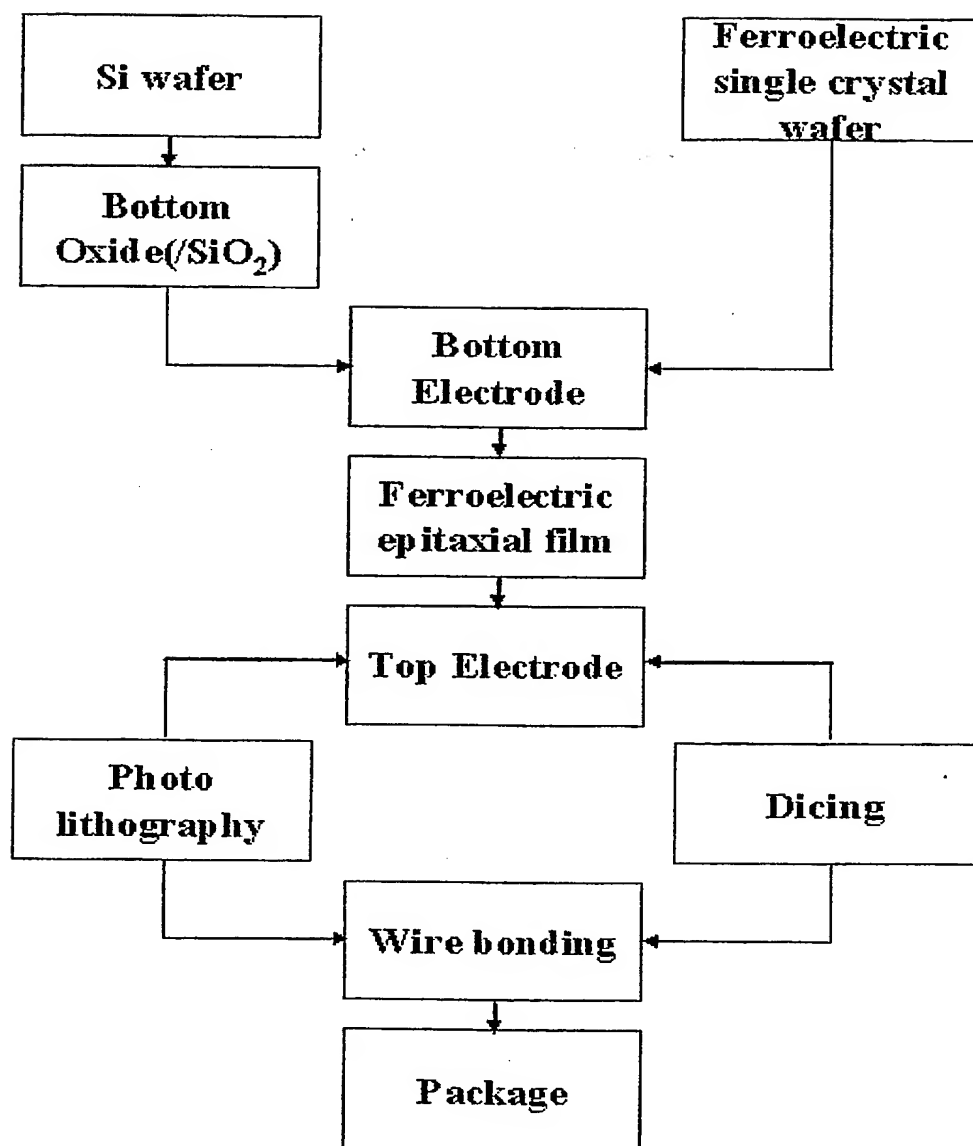 Si wafer
Ferroelectric
single crystal
wafer
Bottom
Oxide(/SiO₂)
Bottom
Electrode
Ferroelectric
epitaxial film
Top Electrode
Photo
lithography
Dicing
Wire bonding
Package